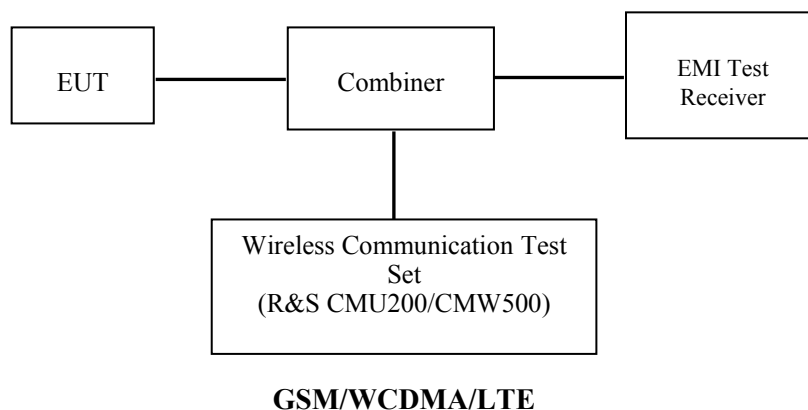 EUT
Combiner
EMI Test
Receiver
Wireless Communication Test
Set
(R&S CMU200/CMW500)
GSM/WCDMA/LTE